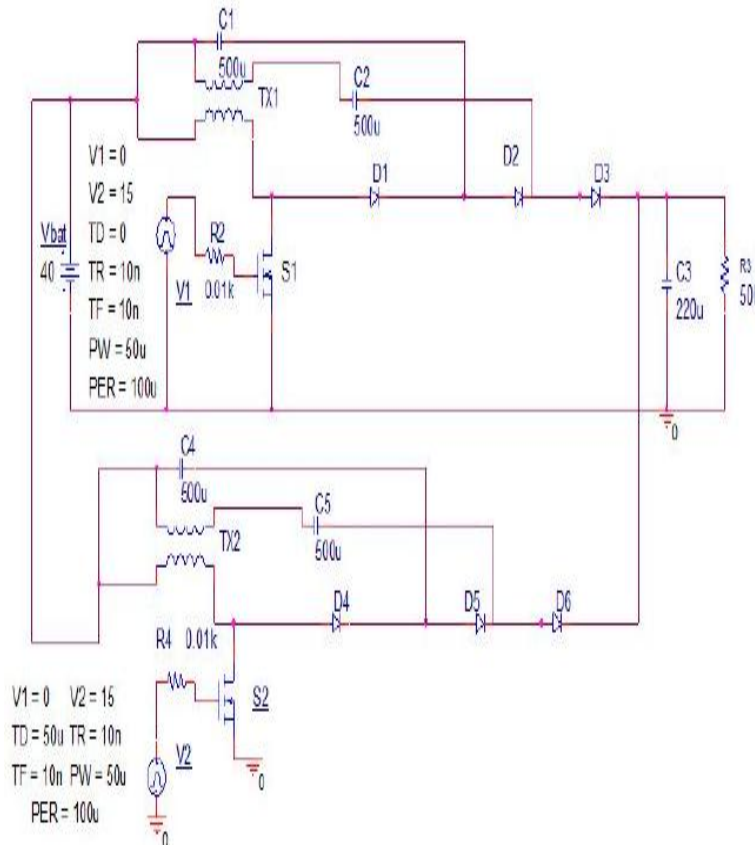 C1
500u
C2
500u
TX1
D1
D2
D3
V1 = 0
V2 = 15
TD = 0
TR = 10n
TF = 10n
PW = 50u
PER = 100u
Vbat
40
V1
R2
0.01k
S1
C3
220u
R3
0
C4
500u
C5
500u
TX2
D4
D5
D6
R4 0.01k
S2
V2
0
0
V1 = 0 V2 = 15
TD = 50u TR = 10n
TF = 10n PW = 50u
PER = 100u